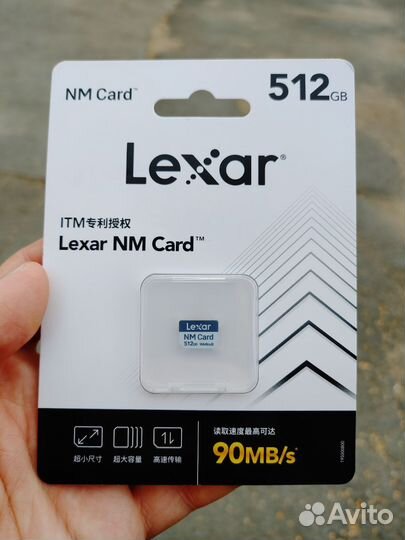 NM Card™
512GB
Lexar®
ITM专利授权
Lexar NM Card™
Lexar
NM Card
512GB
超小尺寸
超大容量
高速传输
读取速度最高可达
90MB/s*
Avito